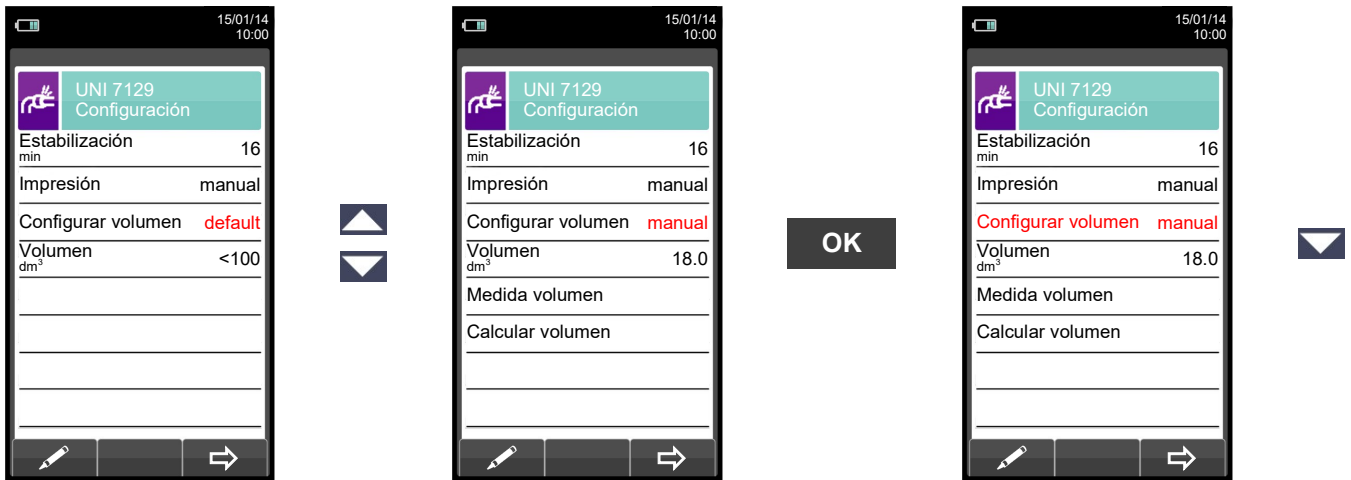 15/01/14
10:00
UNI 7129
Configuración
Estabilización
min
16
Impresión manual
Configurar volumen default
Volumen
dm³
<100
15/01/14
10:00
UNI 7129
Configuración
Estabilización
min
16
Impresión manual
Configurar volumen manual
Volumen
dm³
18.0
Medida volumen
Calcular volumen
OK
15/01/14
10:00
UNI 7129
Configuración
Estabilización
min
16
Impresión manual
Configurar volumen manual
Volumen
dm³
18.0
Medida volumen
Calcular volumen